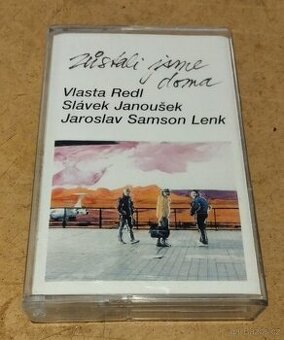 Zůstali jsme
doma
Vlasta Redl
Slávek Janoušek
Jaroslav Samson Lenk